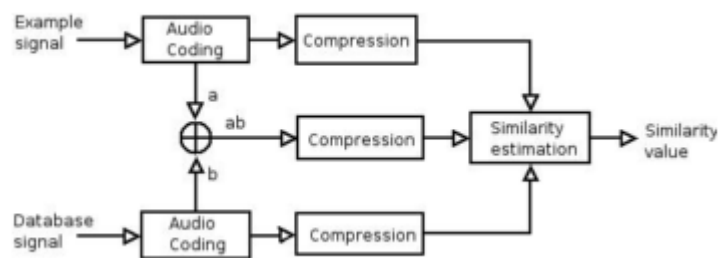 Example
signal
Audio
Coding
Compression
a
ab
Compression
Similarity
estimation
Similarity
value
b
Database
signal
Audio
Coding
Compression